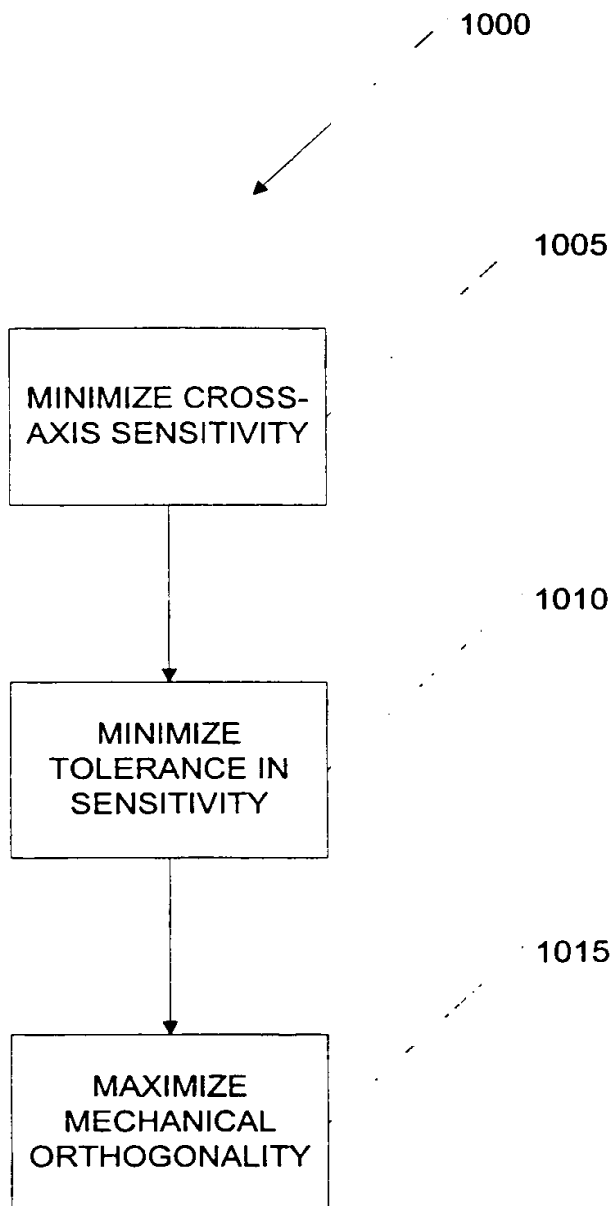 1000
1005
MINIMIZE CROSS-
AXIS SENSITIVITY
1010
MINIMIZE
TOLERANCE IN
SENSITIVITY
1015
MAXIMIZE
MECHANICAL
ORTHOGONALITY